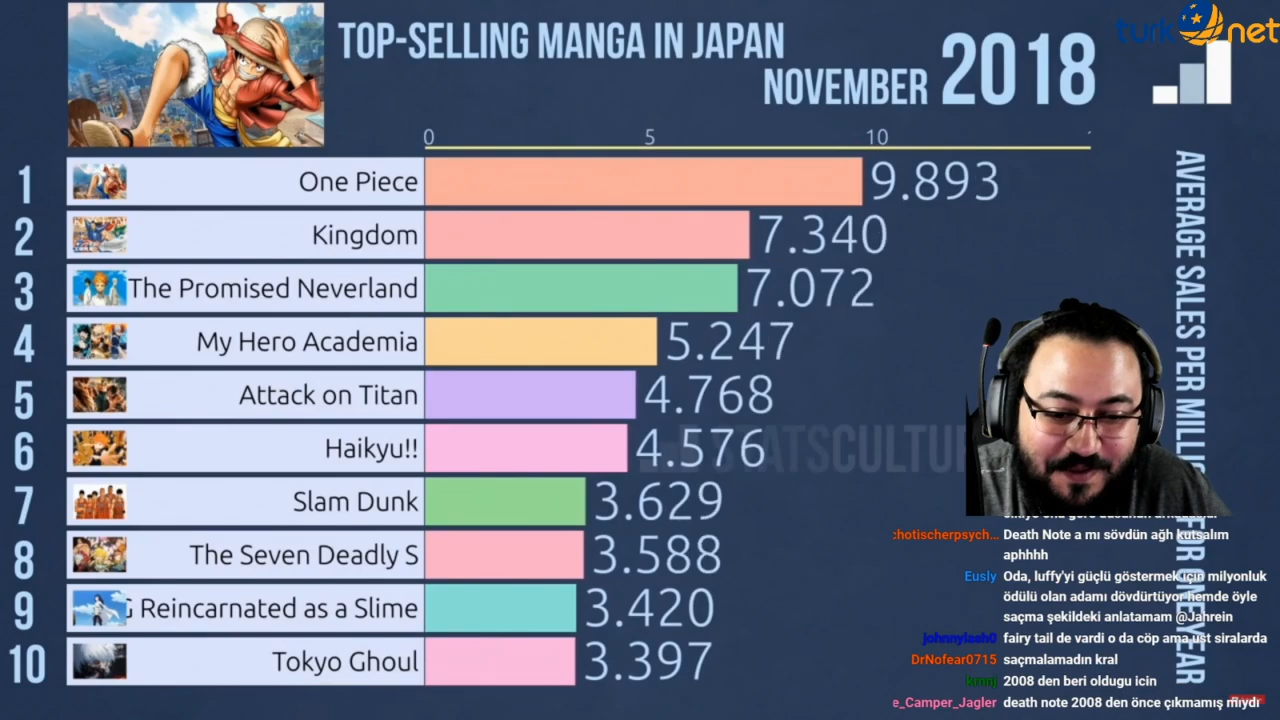 TOP-SELLING MANGA IN JAPAN
NOVEMBER 2018
turk net
0 5 10
1 One Piece 9.893
2 Kingdom 7.340
3 The Promised Neverland 7.072
4 My Hero Academia 5.247
5 Attack on Titan 4.768
6 Haikyu!! 4.576
7 Slam Dunk 3.629
8 The Seven Deadly S 3.588
9 Reincarnated as a Slime 3.420
10 Tokyo Ghoul 3.397
AVERAGE SALES PER FOR ONE YEAR
Death Note a mı sövdün ağh kutsalım
aphhhh
Eusly Oda, luffy'yi güçlü göstermek için milyonluk
ödülü olan adamı dövdürtüyor hemde öyle
saçma şekildeki anlatamam @Jahrein
johnnylash0 fairy tail de vardi o da cöp ama ust siralarda
DrNofear0715 saçmalamadın kral
2008 den beri oldugu icin
e_Camper_Jagler death note 2008 den önce çıkmamış mıydı